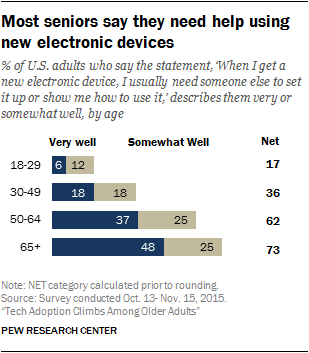 Most seniors say they need help using
new electronic devices
% of U.S. adults who say the statement, ‘When I get a
new electronic device, I usually need someone else to set
it up or show me how to use it,’ describes them very or
somewhat well, by age
Very well Somewhat Well Net
18-29 6 12 17
30-49 18 18 36
50-64 37 25 62
65+ 48 25 73
Note: NET category calculated prior to rounding.
Source: Survey conducted Oct. 13- Nov. 15, 2015.
“Tech Adoption Climbs Among Older Adults”
PEW RESEARCH CENTER